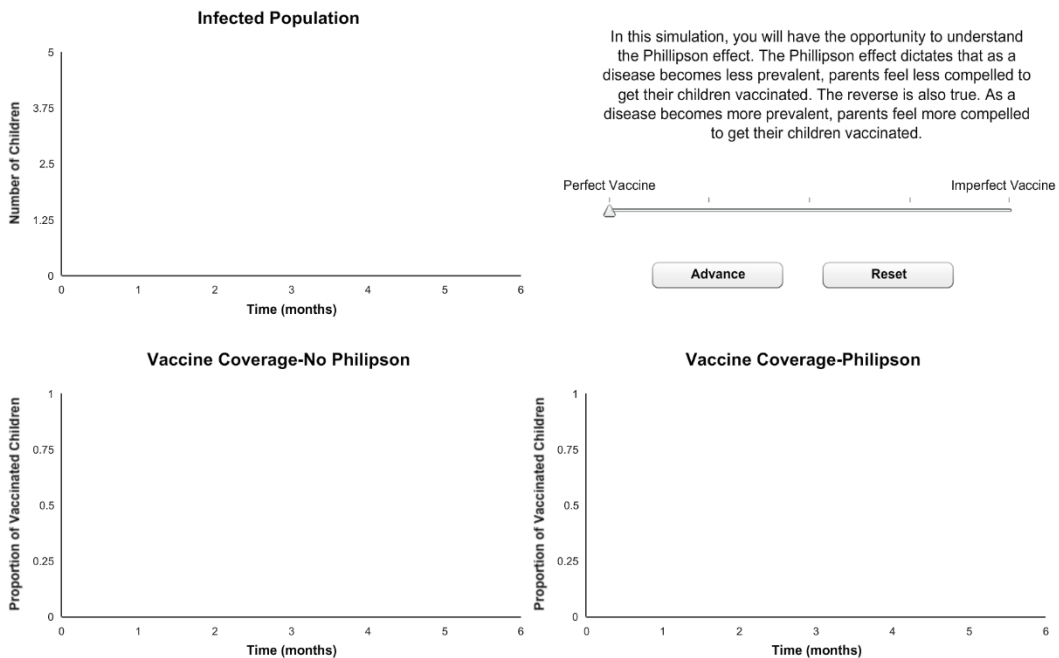 Infected Population
Number of Children
5
3.75
2.5
1.25
0
0 1 2 3 4 5 6
Time (months)
In this simulation, you will have the opportunity to understand
the Phillipson effect. The Phillipson effect dictates that as a
disease becomes less prevalent, parents feel less compelled to
get their children vaccinated. The reverse is also true. As a
disease becomes more prevalent, parents feel more compelled
to get their children vaccinated.
Perfect Vaccine Imperfect Vaccine
Advance Reset
Vaccine Coverage-No Philipson
Proportion of Vaccinated Children
1
0.75
0.5
0.25
0
0 1 2 3 4 5 6
Time (months)
Vaccine Coverage-Philipson
Proportion of Vaccinated Children
1
0.75
0.5
0.25
0
0 1 2 3 4 5 6
Time (months)